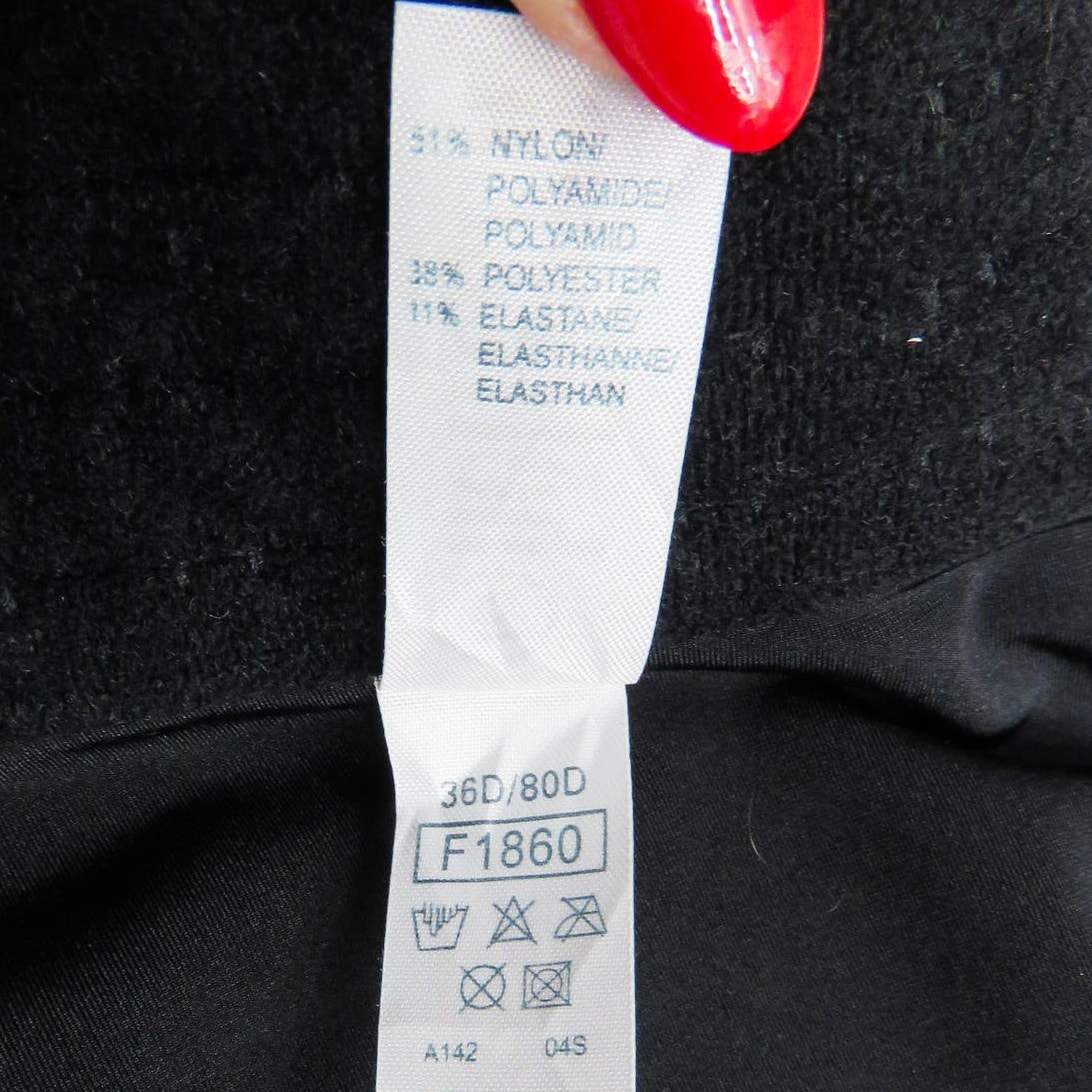 51% NYLON/
POLYAMIDE/
POLYAMID
38% POLYESTER
11% ELASTANE/
ELASTHANNE/
ELASTHAN
36D/80D
F1860
A142 04S